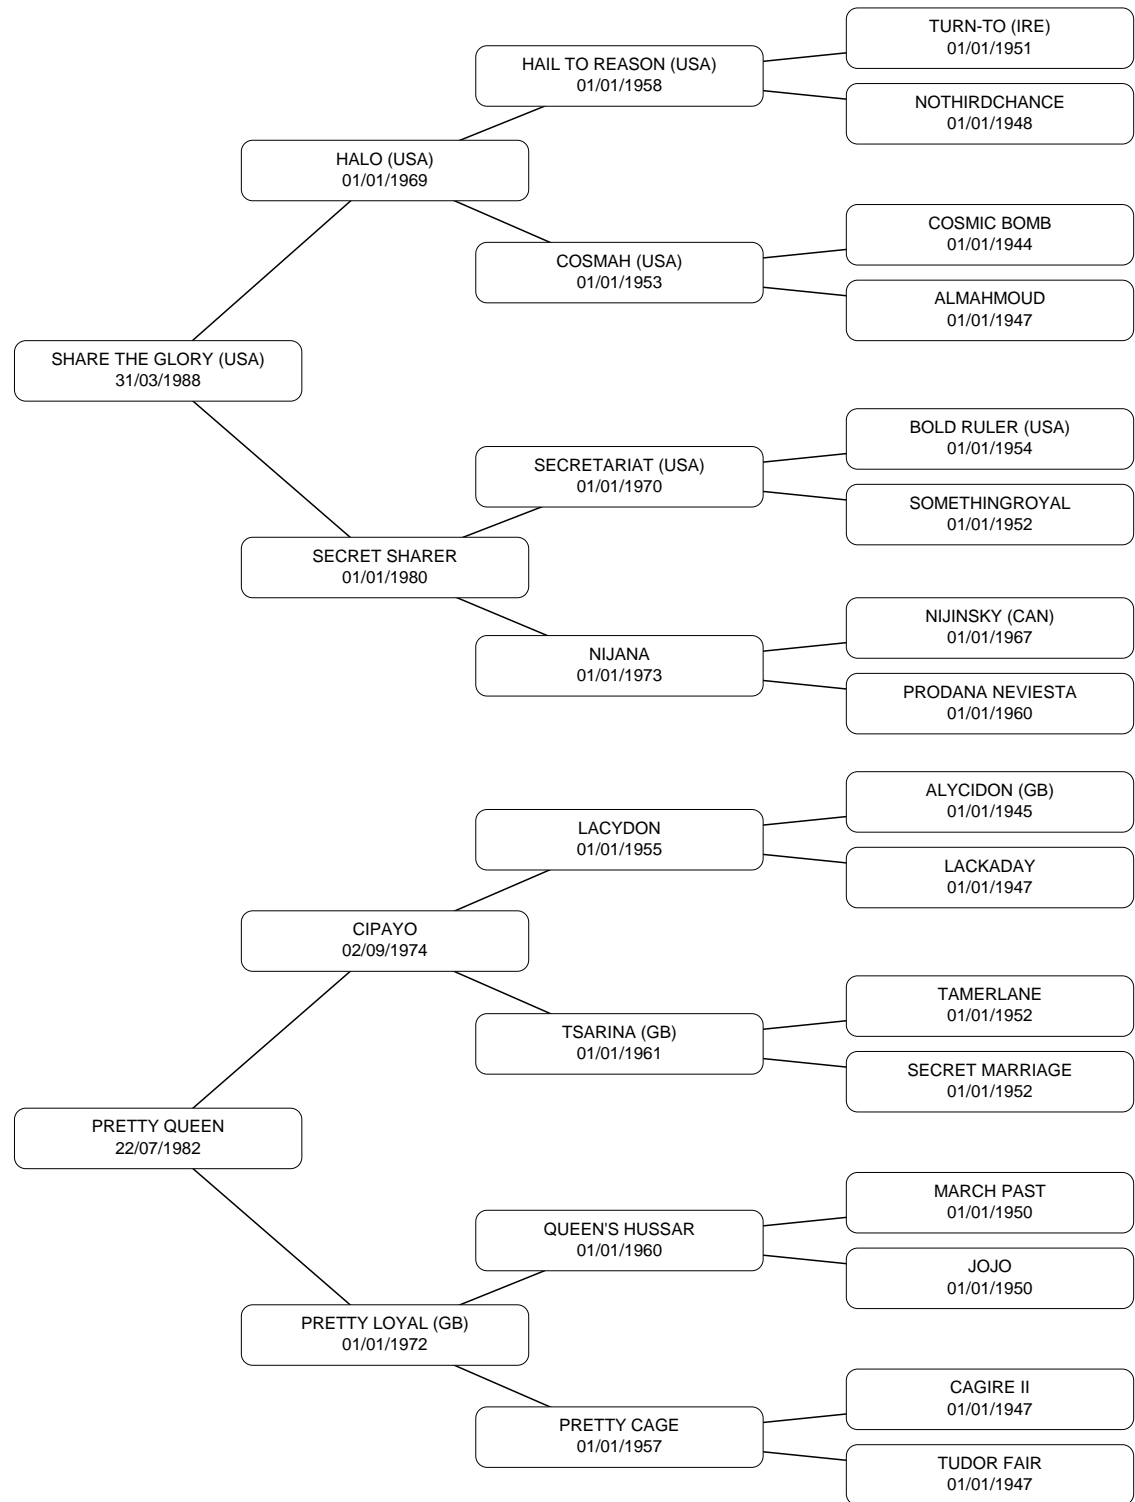 TURN-TO (IRE)
01/01/1951
HAIL TO REASON (USA)
01/01/1958
NOTHIRDCHANCE
01/01/1948
HALO (USA)
01/01/1969
COSMIC BOMB
01/01/1944
COSMAH (USA)
01/01/1953
ALMAHMOUD
01/01/1947
SHARE THE GLORY (USA)
31/03/1988
BOLD RULER (USA)
01/01/1954
SECRETARIAT (USA)
01/01/1970
SOMETHINGROYAL
01/01/1952
SECRET SHARER
01/01/1980
NIJINSKY (CAN)
01/01/1967
NIJANA
01/01/1973
PRODANA NEVIESTA
01/01/1960
ALYCIDON (GB)
01/01/1945
LACYDON
01/01/1955
LACKADAY
01/01/1947
CIPAYO
02/09/1974
TAMERLANE
01/01/1952
TSARINA (GB)
01/01/1961
SECRET MARRIAGE
01/01/1952
PRETTY QUEEN
22/07/1982
MARCH PAST
01/01/1950
QUEEN'S HUSSAR
01/01/1960
JOJO
01/01/1950
PRETTY LOYAL (GB)
01/01/1972
CAGIRE II
01/01/1947
PRETTY CAGE
01/01/1957
TUDOR FAIR
01/01/1947